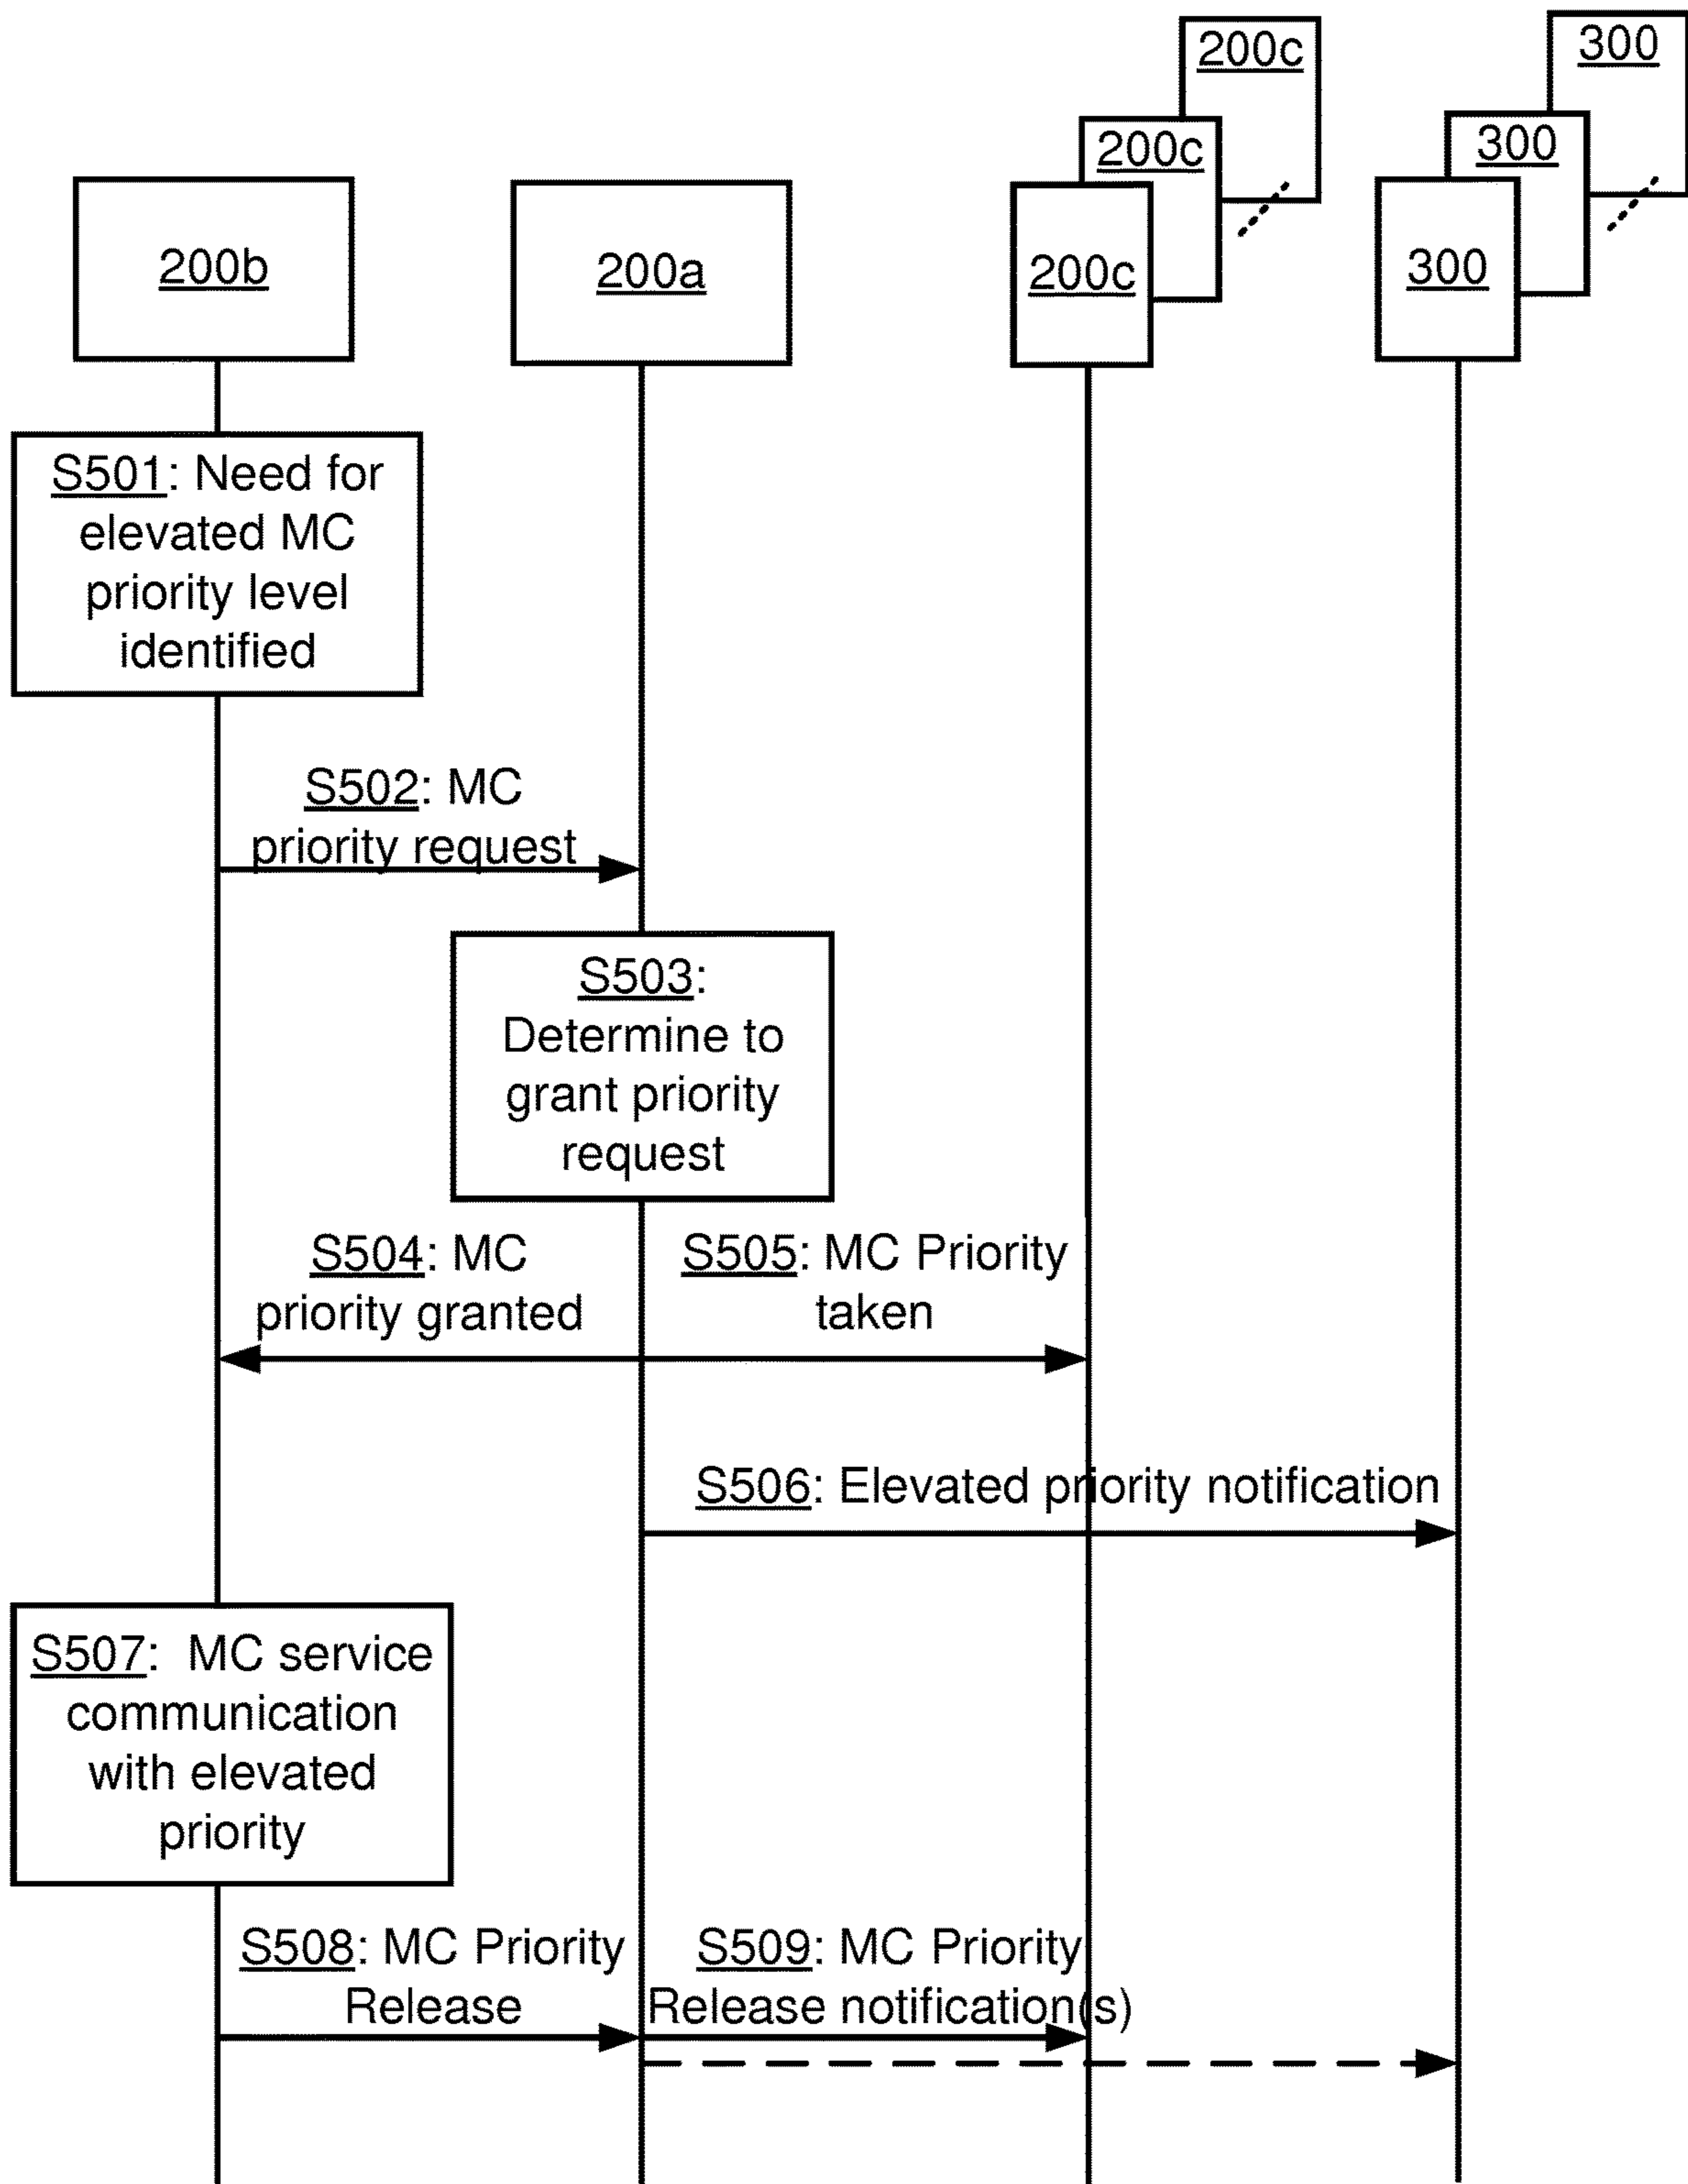 200c
300
200c
300
200b
200a
200c
300
S501: Need for
elevated MC
priority level
identified
S502: MC
priority request
S503:
Determine to
grant priority
request
S504: MC
priority granted
S505: MC Priority
taken
S506: Elevated priority notification
S507: MC service
communication
with elevated
priority
S508: MC Priority
Release
S509: MC Priority
Release notification(s)